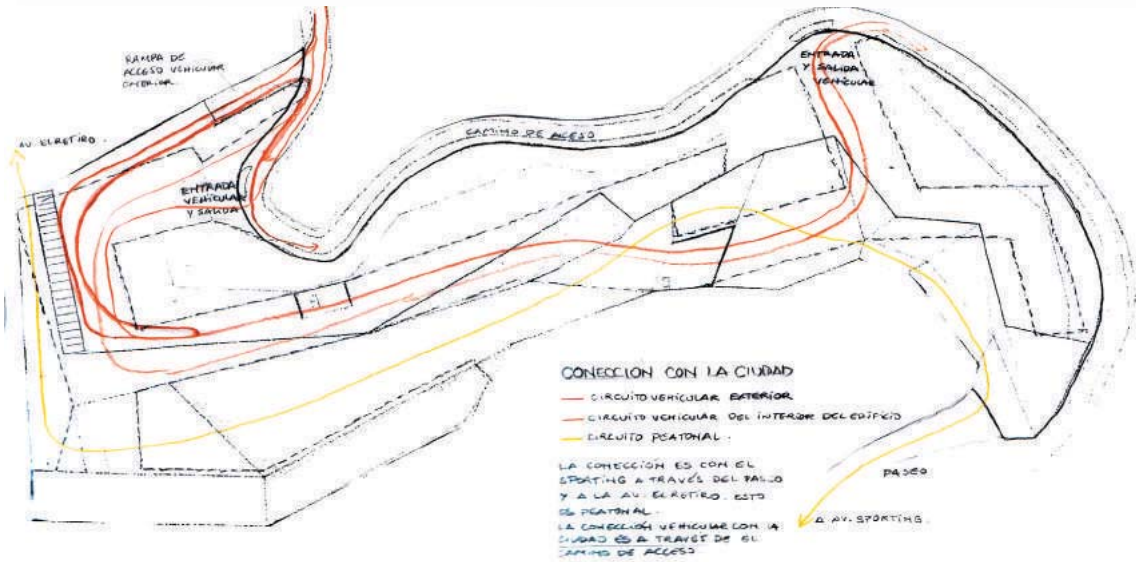 RAMPA DE
ACCESO VEHICULAR
EXTERIOR.
AV. EL RETIRO.
ENTRADA
VEHICULAR
Y SALIDA
CAMINO DE ACCESO
ENTRADA
Y SALIDA
VEHICULAR
CONECCION CON LA CIUDAD
CIRCUITO VEHICULAR EXTERIOR
CIRCUITO VEHICULAR DEL INTERIOR DEL EDIFICIO
CIRCUITO PEATONAL.
LA CONECCIÓN ES CON EL
SPORTING A TRAVÉS DEL PASEO
Y A LA AV. EL RETIRO. ESTO
ES PEATONAL.
LA CONECCIÓN VEHICULAR CON LA
CIUDAD ES A TRAVES DE EL
CAMINO DE ACCESO
PASEO
A AV. SPORTING.